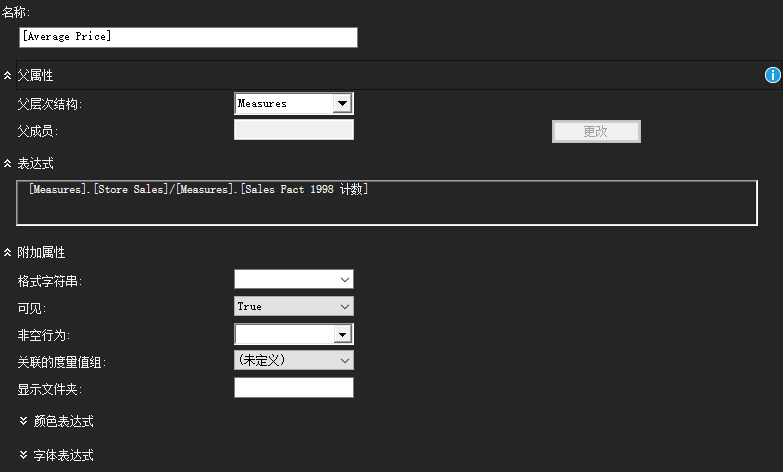 名称:
[Average Price]
父属性
父层次结构: Measures
父成员: 更改
表达式
[Measures].[Store Sales]/[Measures].[Sales Fact 1998 计数]
附加属性
格式字符串:
可见: True
非空行为:
关联的度量值组: (未定义)
显示文件夹:
颜色表达式
字体表达式